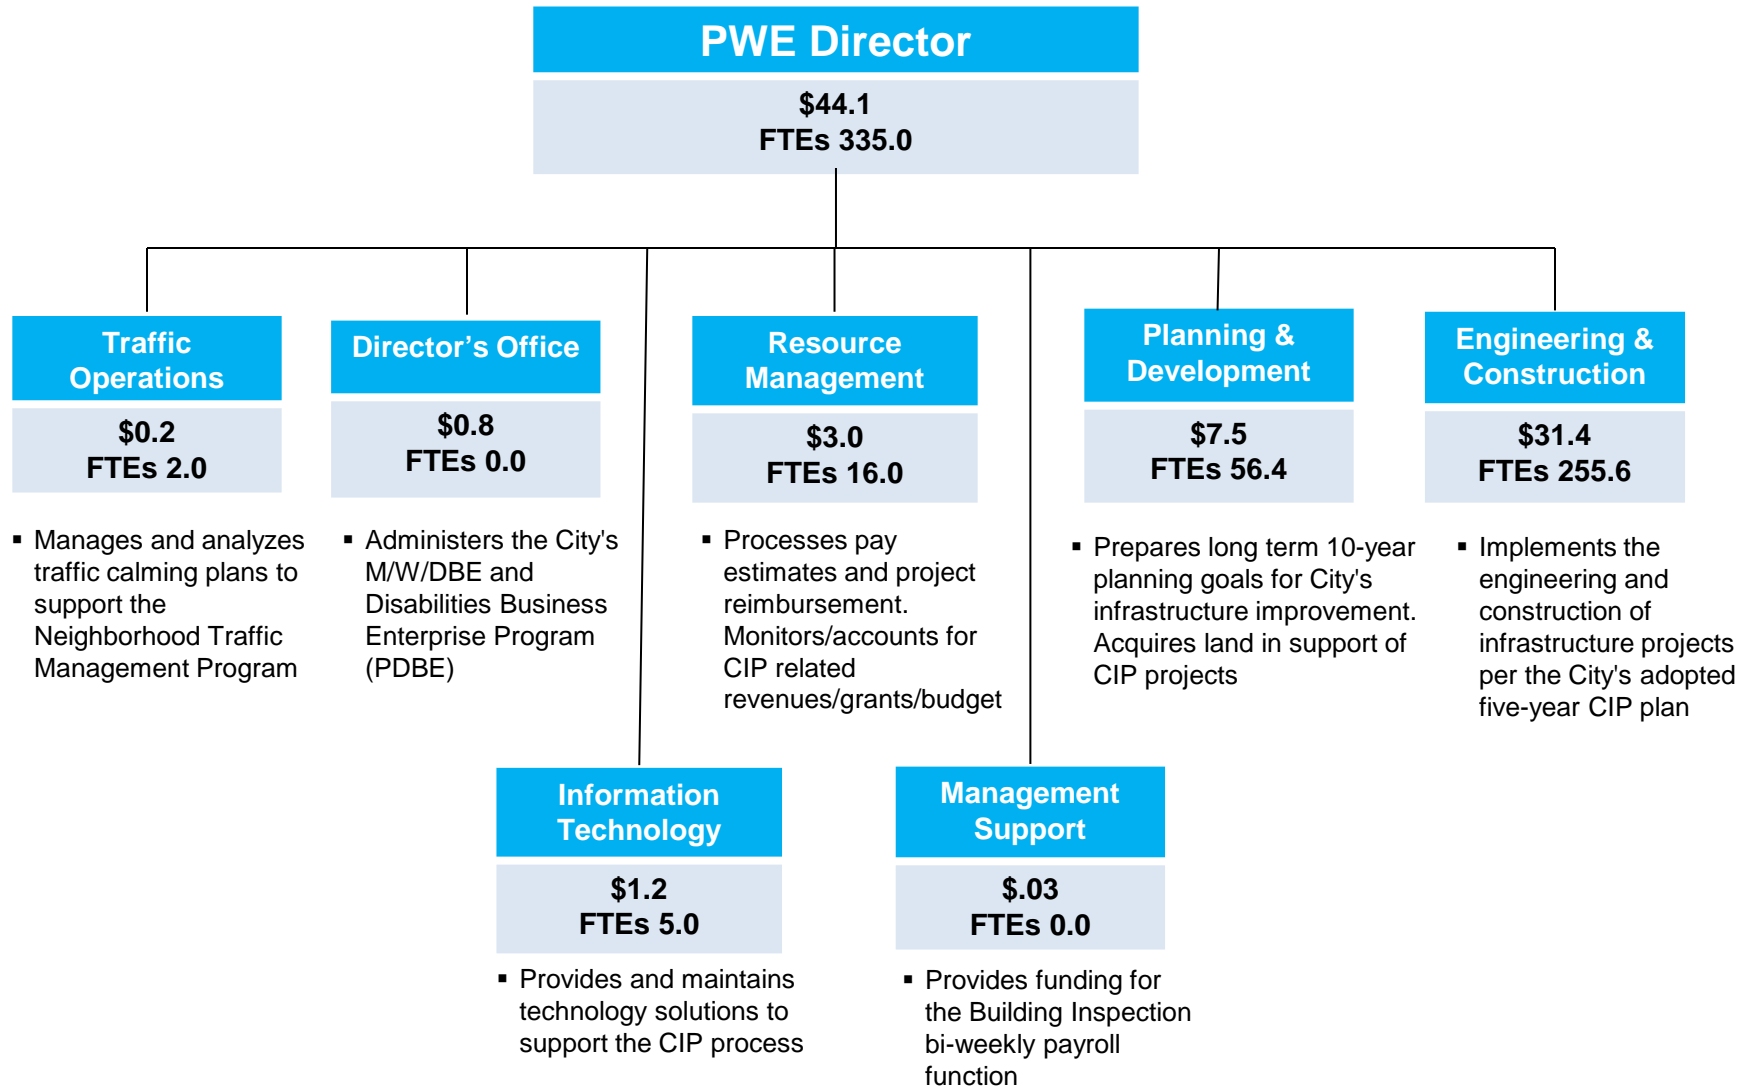 PWE Director
$44.1
FTEs 335.0
Traffic
Operations
$0.2
FTEs 2.0
▪ Manages and analyzes
traffic calming plans to
support the
Neighborhood Traffic
Management Program
Director’s Office
$0.8
FTEs 0.0
▪ Administers the City's
M/W/DBE and
Disabilities Business
Enterprise Program
(PDBE)
Resource
Management
$3.0
FTEs 16.0
▪ Processes pay
estimates and project
reimbursement.
Monitors/accounts for
CIP related
revenues/grants/budget
Planning &
Development
$7.5
FTEs 56.4
▪ Prepares long term 10-year
planning goals for City's
infrastructure improvement.
Acquires land in support of
CIP projects
Engineering &
Construction
$31.4
FTEs 255.6
▪ Implements the
engineering and
construction of
infrastructure projects
per the City's adopted
five-year CIP plan
Information
Technology
$1.2
FTEs 5.0
▪ Provides and maintains
technology solutions to
support the CIP process
Management
Support
$.03
FTEs 0.0
▪ Provides funding for
the Building Inspection
bi-weekly payroll
function